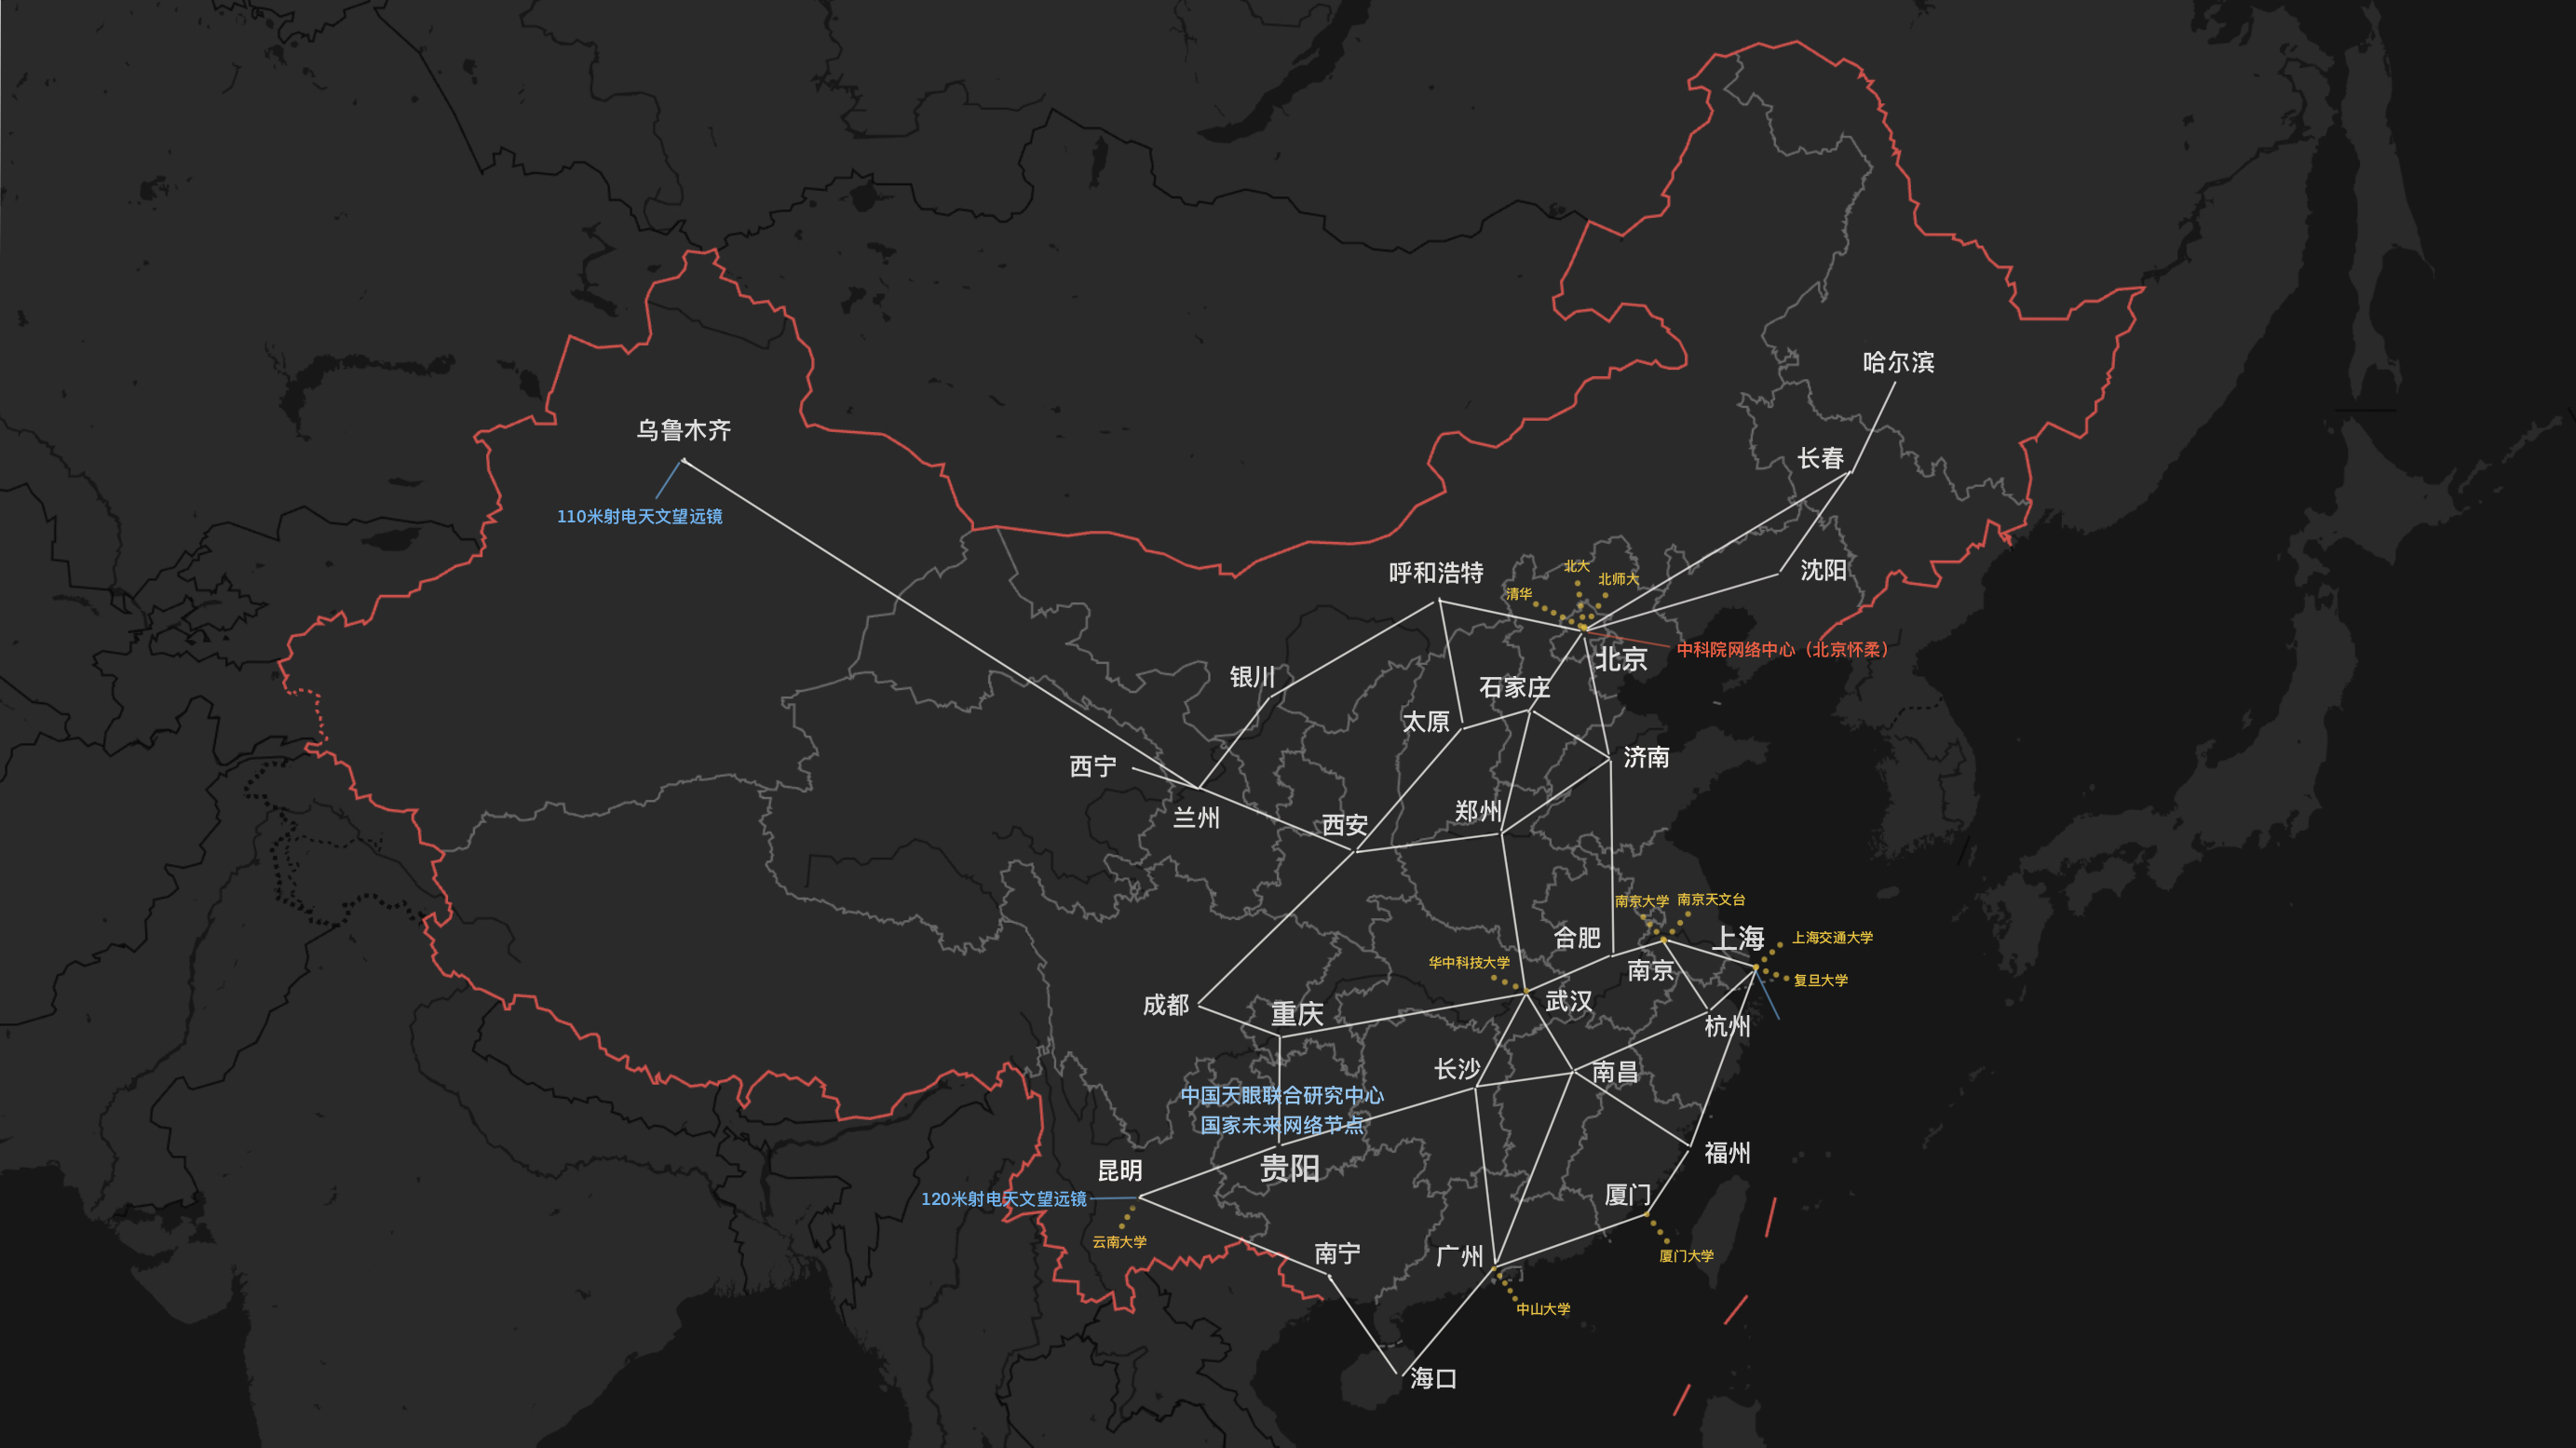 哈尔滨
乌鲁木齐
长春
110米射电天文望远镜
呼和浩特
北大
北师大
清华
沈阳
中科院网络中心（北京怀柔）
北京
银川
石家庄
太原
西宁
济南
兰州
西安
郑州
南京大学
南京天文台
合肥
上海
上海交通大学
华中科技大学
南京
复旦大学
成都
重庆
武汉
杭州
长沙
南昌
中国天眼联合研究中心
国家未来网络节点
福州
昆明
贵阳
120米射电天文望远镜
厦门
云南大学
南宁
广州
厦门大学
中山大学
海口